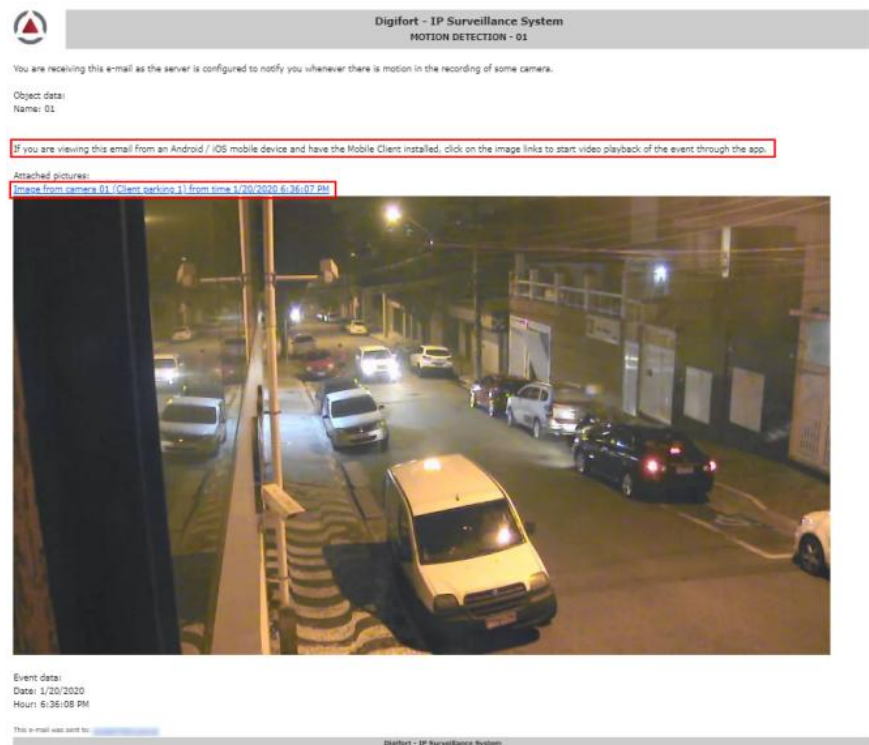 Digifort - IP Surveillance System
MOTION DETECTION - 01
You are receiving this e-mail as the server is configured to notify you whenever there is motion in the recording of some camera.
Object data:
Name: 01
If you are viewing this email from an Android / iOS mobile device and have the Mobile Client installed, click on the image links to start video playback of the event through the app.
Attached pictures:
Image from camera 01 (Client parking 1) from time 1/20/2020 6:36:07 PM
Event data:
Date: 1/20/2020
Hour: 6:36:08 PM
This e-mail was sent to:
Digifort - IP Surveillance System